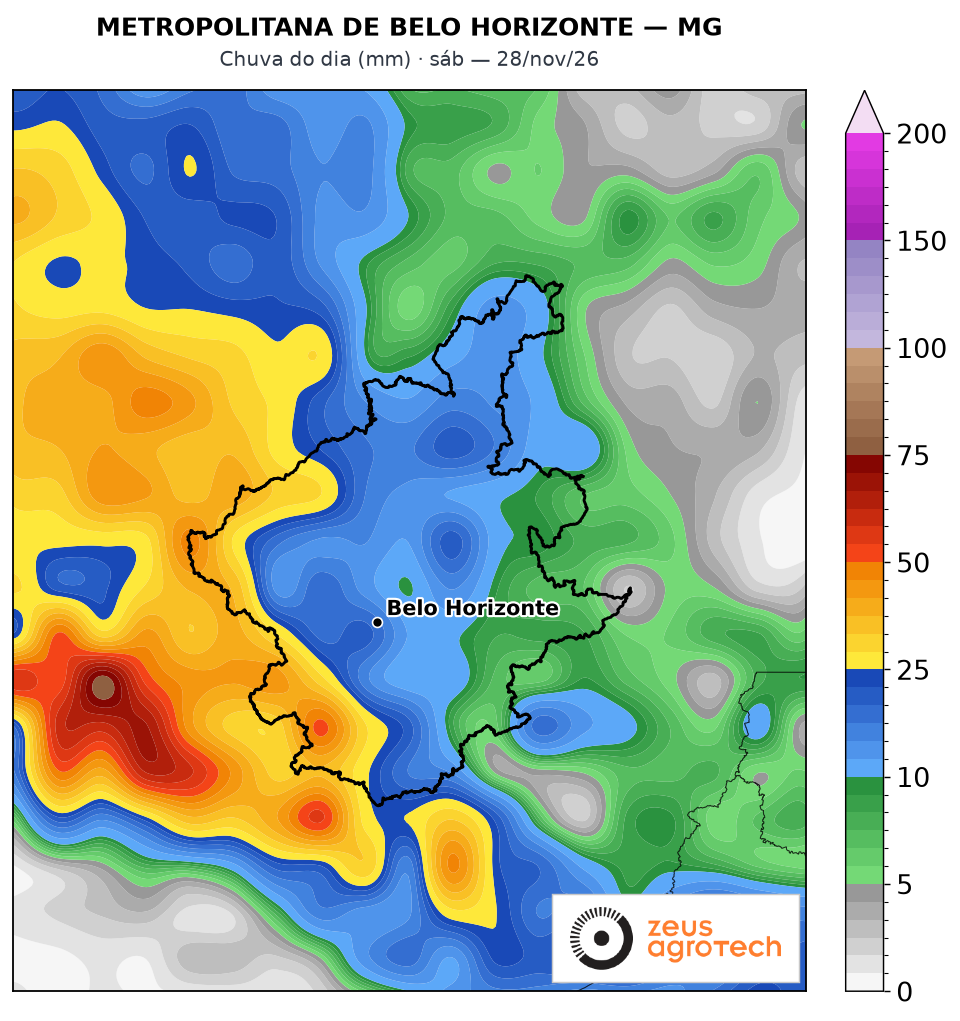 METROPOLITANA DE BELO HORIZONTE — MG
Chuva do dia (mm) · sáb — 28/nov/26
200
150
100
75
50
25
10
5
0
Belo Horizonte
zeus
agrotech